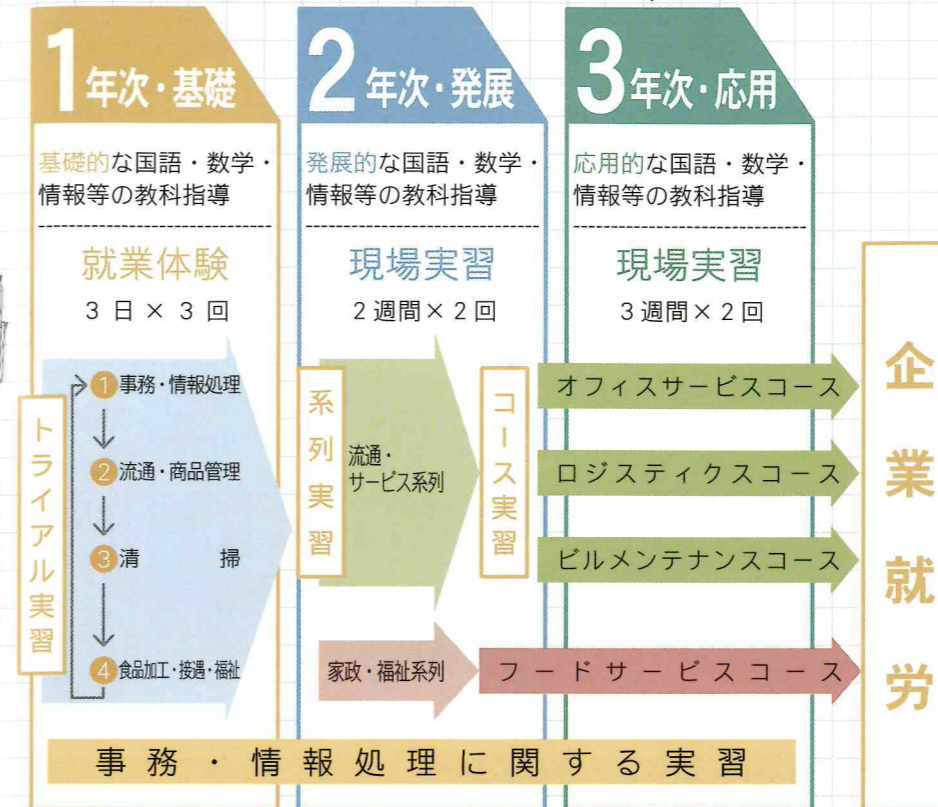 1年次・基礎
基礎的な国語・数学・
情報等の教科指導
就業体験
3日×3回
トライアル実習
1 事務・情報処理
2 流通・商品管理
3 清掃
4 食品加工・接遇・福祉
2年次・発展
発展的な国語・数学・
情報等の教科指導
現場実習
2週間×2回
系列実習
流通・
サービス系列
家政・福祉系列
3年次・応用
応用的な国語・数学・
情報等の教科指導
現場実習
3週間×2回
コース実習
オフィスサービスコース
ロジスティクスコース
ビルメンテナンスコース
フードサービスコース
事務・情報処理に関する実習
企業就労